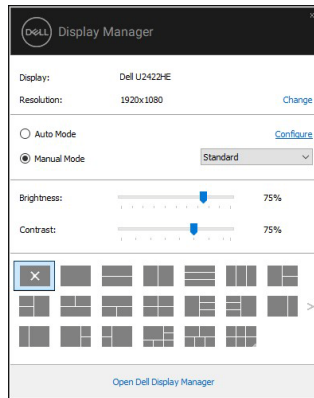 DELL Display Manager
Display: Dell U2422HE
Resolution: 1920x1080 Change
Auto Mode Configure
Manual Mode Standard
Brightness: 75%
Contrast: 75%
Open Dell Display Manager